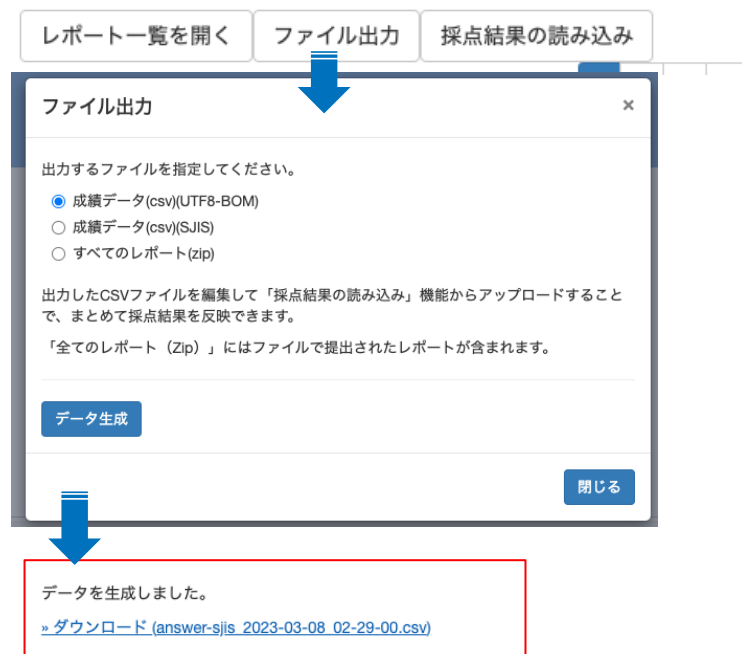 レポート一覧を開く ファイル出力 採点結果の読み込み
ファイル出力 ×
出力するファイルを指定してください。
成績データ(csv)(UTF8-BOM)
成績データ(csv)(SJIS)
すべてのレポート(zip)
出力したCSVファイルを編集して「採点結果の読み込み」機能からアップロードすること
で、まとめて採点結果を反映できます。
「全てのレポート（Zip）」にはファイルで提出されたレポートが含まれます。
データ生成
閉じる
データを生成しました。
» ダウンロード (answer-sjis_2023-03-08_02-29-00.csv)